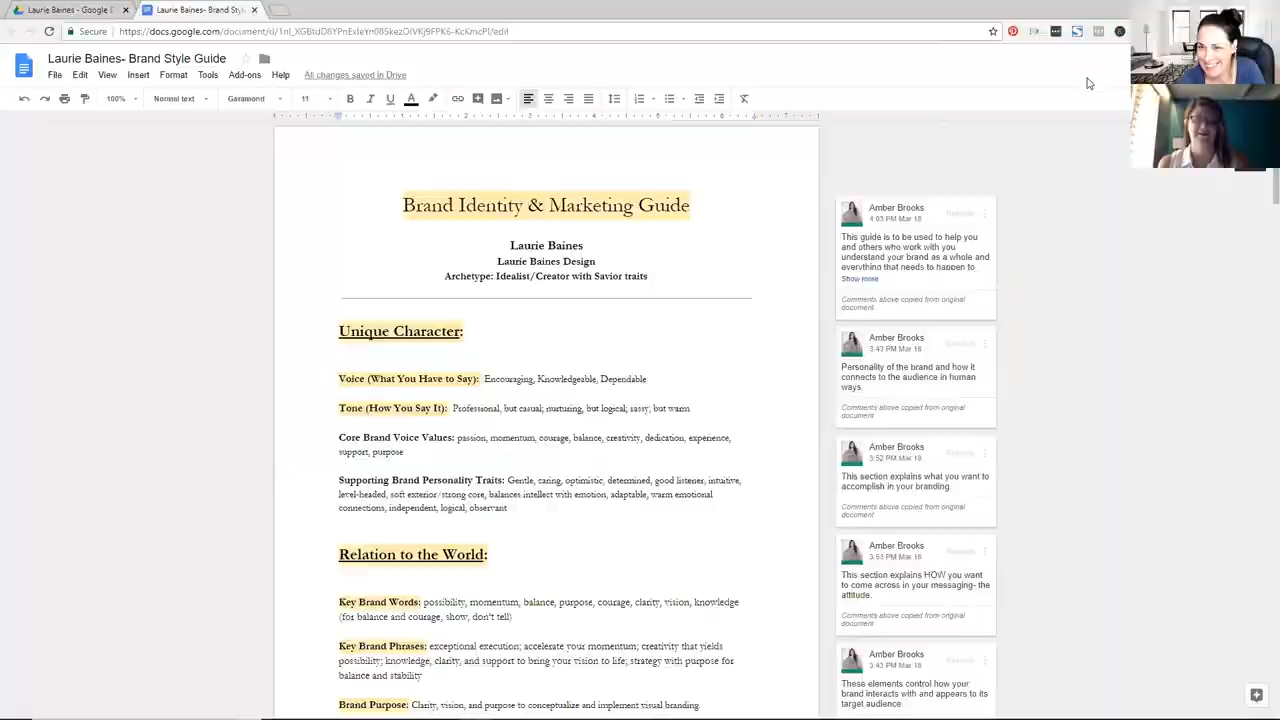 Laurie Baines - Google D
Laurie Baines- Brand Styl
Secure
https://docs.google.com/document/d/
/edit
Laurie Baines- Brand Style Guide
File Edit View Insert Format Tools Add-ons Help All changes saved in Drive
100% Normal text Garamond 11
Brand Identity & Marketing Guide
Laurie Baines
Laurie Baines Design
Archetype: Idealist/Creator with Savior traits
Unique Character:
Voice (What You Have to Say): Encouraging, Knowledgeable, Dependable
Tone (How You Say It): Professional, but casual; nurturing, but logical; sassy; but warm
Core Brand Voice Values: passion, momentum, courage, balance, creativity, dedication, experience,
support, purpose
Supporting Brand Personality Traits: Gentle, caring, optimistic, determined, good listener, intuitive,
level-headed, soft exterior/strong core, balances intellect with emotion, adaptable, warm emotional
connections, independent, logical, observant
Relation to the World:
Key Brand Words: possibility, momentum, balance, purpose, courage, clarity, vision, knowledge
(for balance and courage, show, don't tell)
Key Brand Phrases: exceptional execution; accelerate your momentum; creativity that yields
possibility; knowledge, clarity, and support to bring your vision to life; strategy with purpose for
balance and stability
Brand Purpose: Clarity, vision, and purpose to conceptualize and implement visual branding.
Amber Brooks
4:03 PM Mar 18
This guide is to be used to help you
and others who work with you
understand your brand as a whole and
everything that needs to happen to
Show more
Comments above copied from original
document
Amber Brooks
3:43 PM Mar 18
Personality of the brand and how it
connects to the audience in human
ways.
Comments above copied from original
document
Amber Brooks
3:52 PM Mar 18
This section explains what you want to
accomplish in your branding
Comments above copied from original
document
Amber Brooks
3:53 PM Mar 18
This section explains HOW you want
to come across in your messaging- the
attitude.
Comments above copied from original
document
Amber Brooks
3:43 PM Mar 18
These elements control how your
brand interacts with and appears to its
target audience